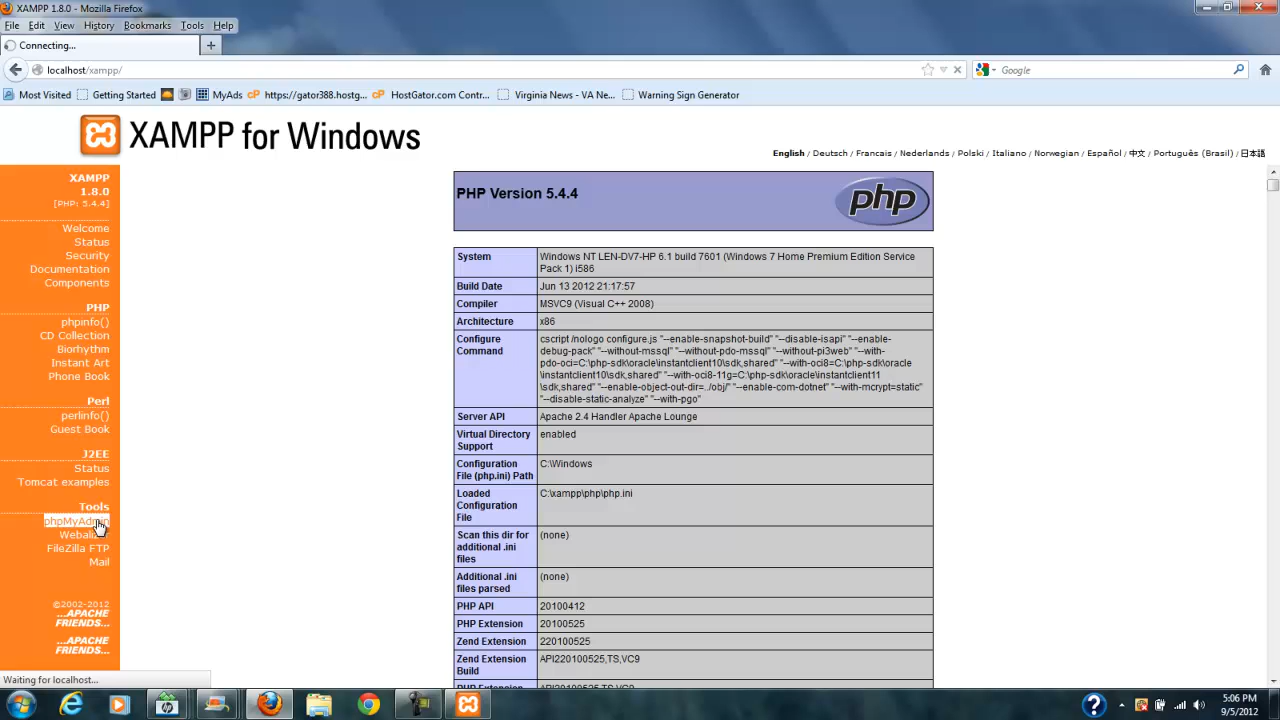 XAMPP 1.8.0 - Mozilla Firefox
File Edit View History Bookmarks Tools Help
Connecting...
localhost/xampp/
Google
Most Visited Getting Started MyAds https://gator388.hostg... HostGator.com Contr... Virginia News - VA Ne... Warning Sign Generator
XAMPP for Windows
English / Deutsch / Francais / Nederlands / Polski / Italiano / Norwegian / Español / 中文 / Português (Brasil) / 日本語
XAMPP
1.8.0
[PHP: 5.4.4]
Welcome
Status
Security
Documentation
Components
PHP
phpinfo()
CD Collection
Biorhythm
Instant Art
Phone Book
Perl
perlinfo()
Guest Book
J2EE
Status
Tomcat examples
Tools
phpMyAdmin
Webalizer
FileZilla FTP
Mail
©2002-2012
...APACHE
FRIENDS...
...APACHE
FRIENDS...
PHP Version 5.4.4
php
System Windows NT LEN-DV7-HP 6.1 build 7601 (Windows 7 Home Premium Edition Service
Pack 1) i586
Build Date Jun 13 2012 21:17:57
Compiler MSVC9 (Visual C++ 2008)
Architecture x86
Configure Command cscript /nologo configure.js "--enable-snapshot-build" "--disable-isapi" "--enable-
debug-pack" "--without-mssql" "--without-pdo-mssql" "--without-pi3web" "--with-
pdo-oci=C:\php-sdk\oracle\instantclient10\sdk,shared" "--with-oci8=C:\php-sdk\oracle
\instantclient10\sdk,shared" "--with-oci8-11g=C:\php-sdk\oracle\instantclient11
\sdk,shared" "--enable-object-out-dir=../obj/" "--enable-com-dotnet" "--with-mcrypt=static"
"--disable-static-analyze" "--with-pgo"
Server API Apache 2.4 Handler Apache Lounge
Virtual Directory Support enabled
Configuration File (php.ini) Path C:\Windows
Loaded Configuration File C:\xampp\php\php.ini
Scan this dir for additional .ini files (none)
Additional .ini files parsed (none)
PHP API 20100412
PHP Extension 20100525
Zend Extension 220100525
Zend Extension Build API220100525,TS,VC9
PHP Extension API20100525,TS,VC9
Waiting for localhost...
5:06 PM
9/5/2012